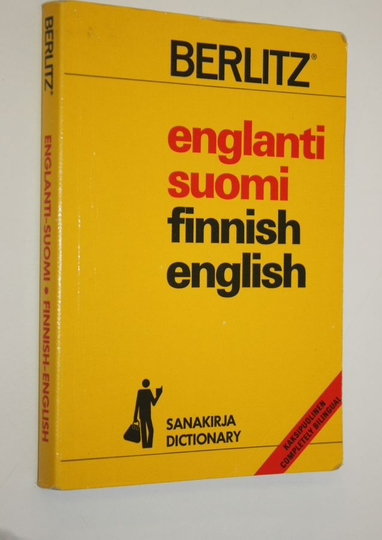 BERLITZ®
ENGLANTI-SUOMI • FINNISH-ENGLISH
BERLITZ®
englanti
suomi
finnish
english
SANAKIRJA
DICTIONARY
KAKSIPUOLINEN
COMPLETELY BILINGUAL